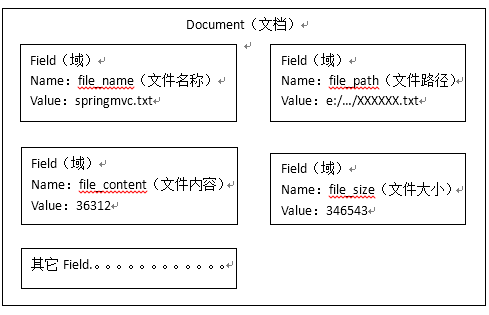 Document（文档）
Field（域）
Name：file_name（文件名称）
Value：springmvc.txt
Field（域）
Name：file_path（文件路径）
Value：e:/…/XXXXXX.txt
Field（域）
Name：file_content（文件内容）
Value：36312
Field（域）
Name：file_size（文件大小）
Value：346543
其它 Field.。。。。。。。。。。。。